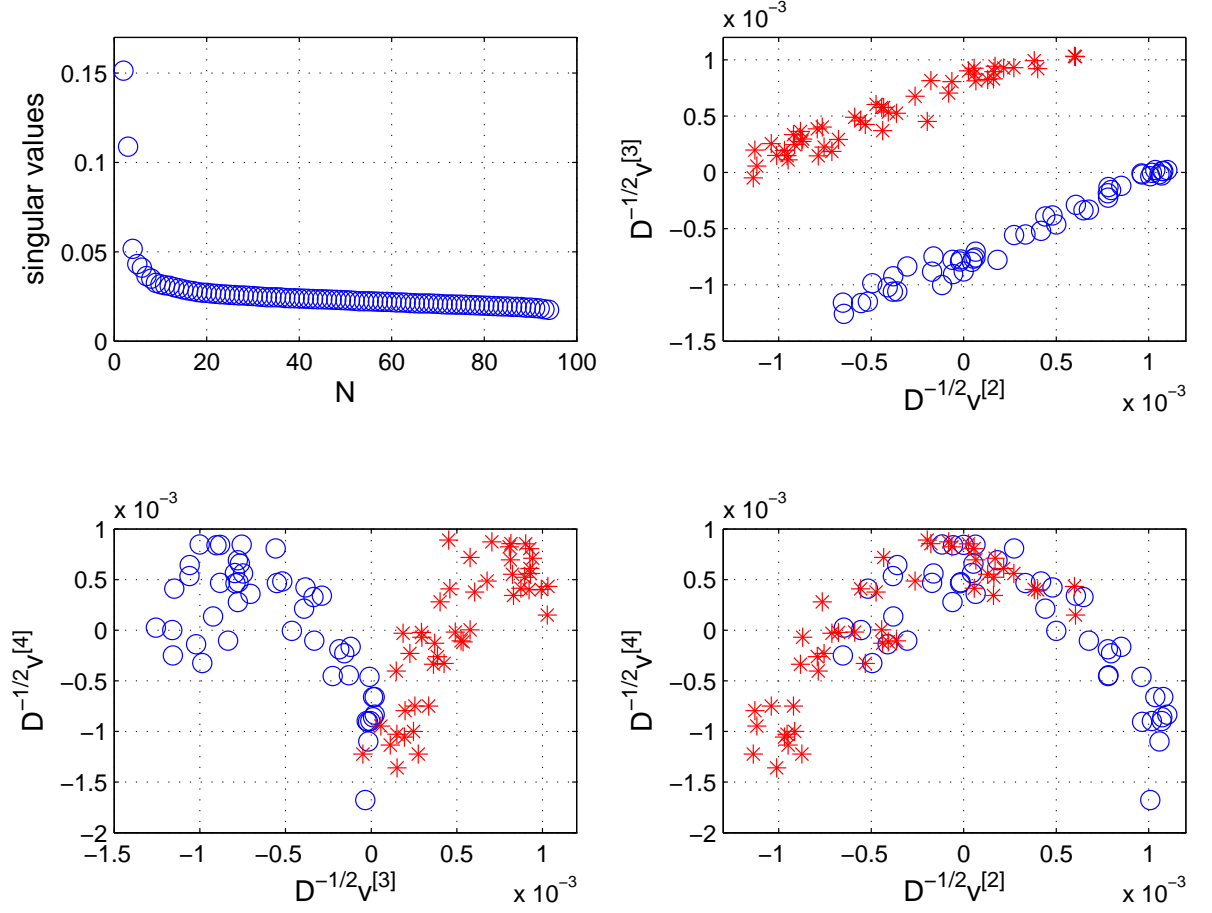 singular values
0.15
0.1
0.05
0
0 20 40 60 80 100
N
x 10^−3
D^−1/2v^[3]
1
0.5
0
−0.5
−1
−1.5
−1 −0.5 0 0.5 1
D^−1/2v^[2]
x 10^−3
x 10^−3
D^−1/2v^[4]
1
0.5
0
−0.5
−1
−1.5
−2
−1.5 −1 −0.5 0 0.5 1
D^−1/2v^[3]
x 10^−3
x 10^−3
D^−1/2v^[4]
1
0.5
0
−0.5
−1
−1.5
−2
−1 −0.5 0 0.5 1
D^−1/2v^[2]
x 10^−3